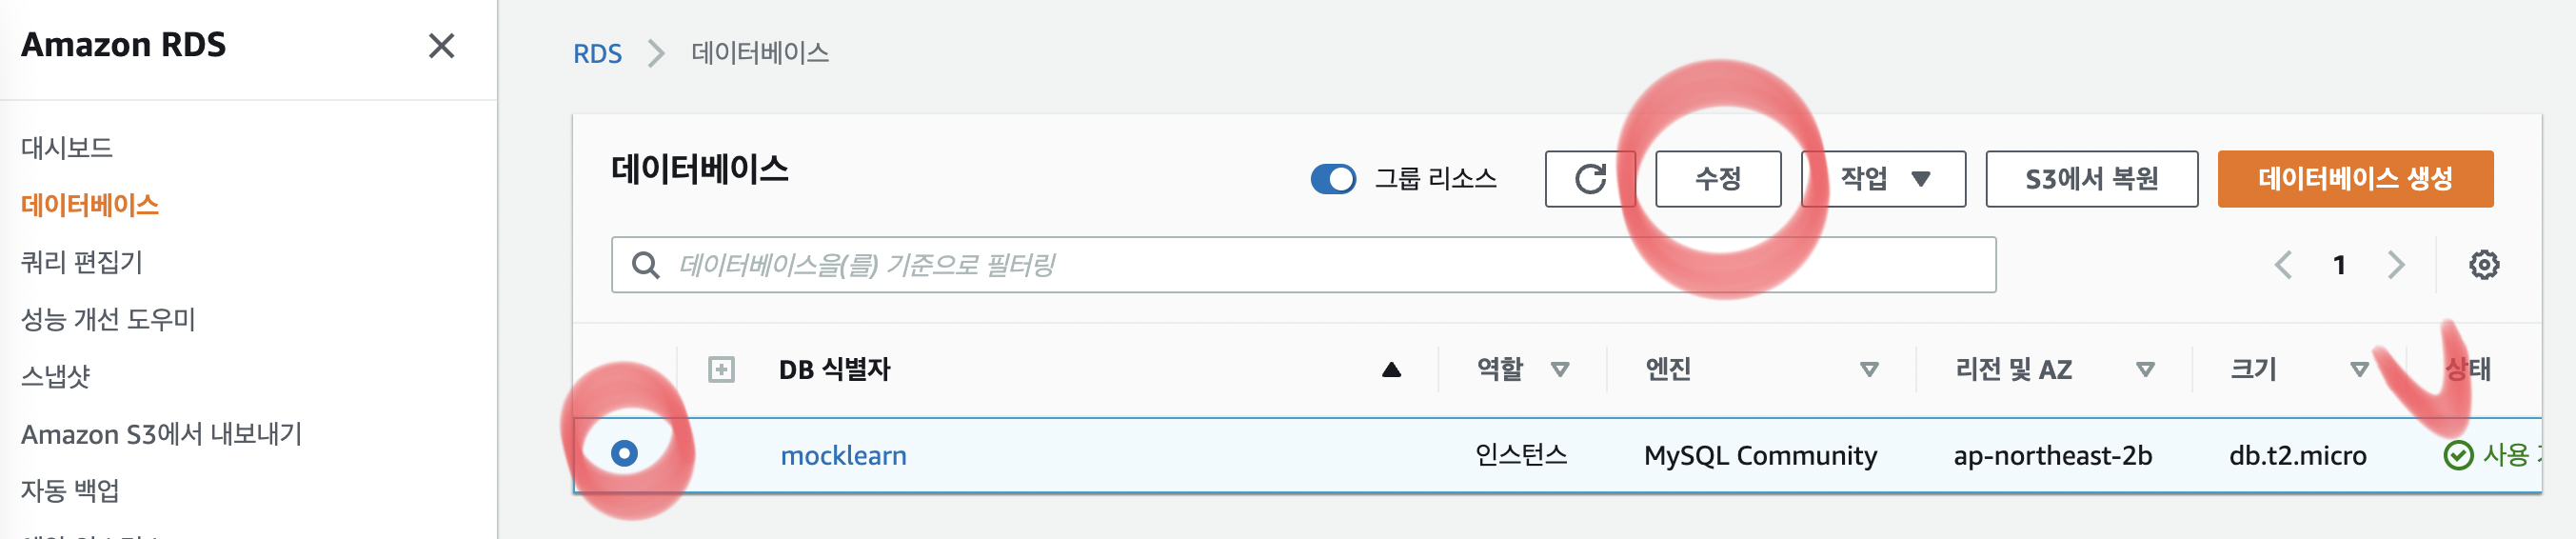 Amazon RDS
대시보드
데이터베이스
쿼리 편집기
성능 개선 도우미
스냅샷
Amazon S3에서 내보내기
자동 백업
RDS > 데이터베이스
데이터베이스
그룹 리소스
수정
작업
S3에서 복원
데이터베이스 생성
데이터베이스을(를) 기준으로 필터링
1
DB 식별자 역할 엔진 리전 및 AZ 크기 상태
mocklearn 인스턴스 MySQL Community ap-northeast-2b db.t2.micro 사용